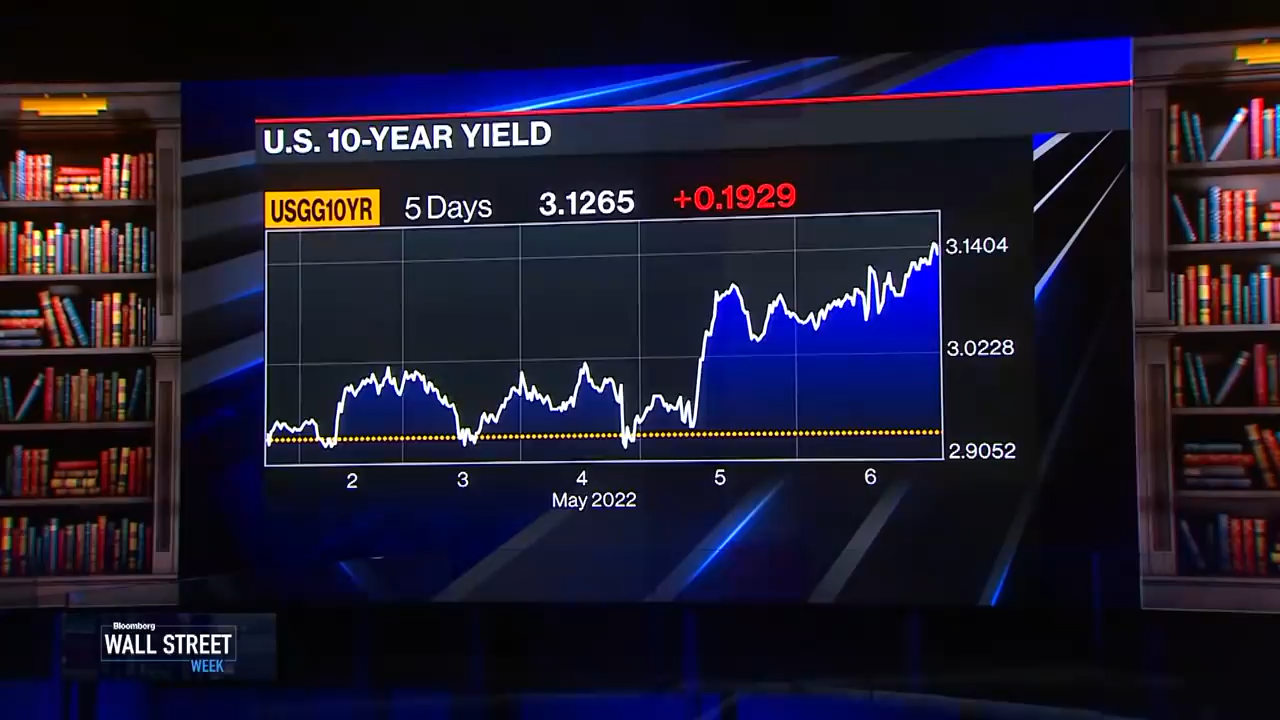 U.S. 10-YEAR YIELD
USGG10YR 5 Days 3.1265 +0.1929
3.1404
3.0228
2.9052
2 3 4 5 6
May 2022
Bloomberg
WALL STREET
WEEK